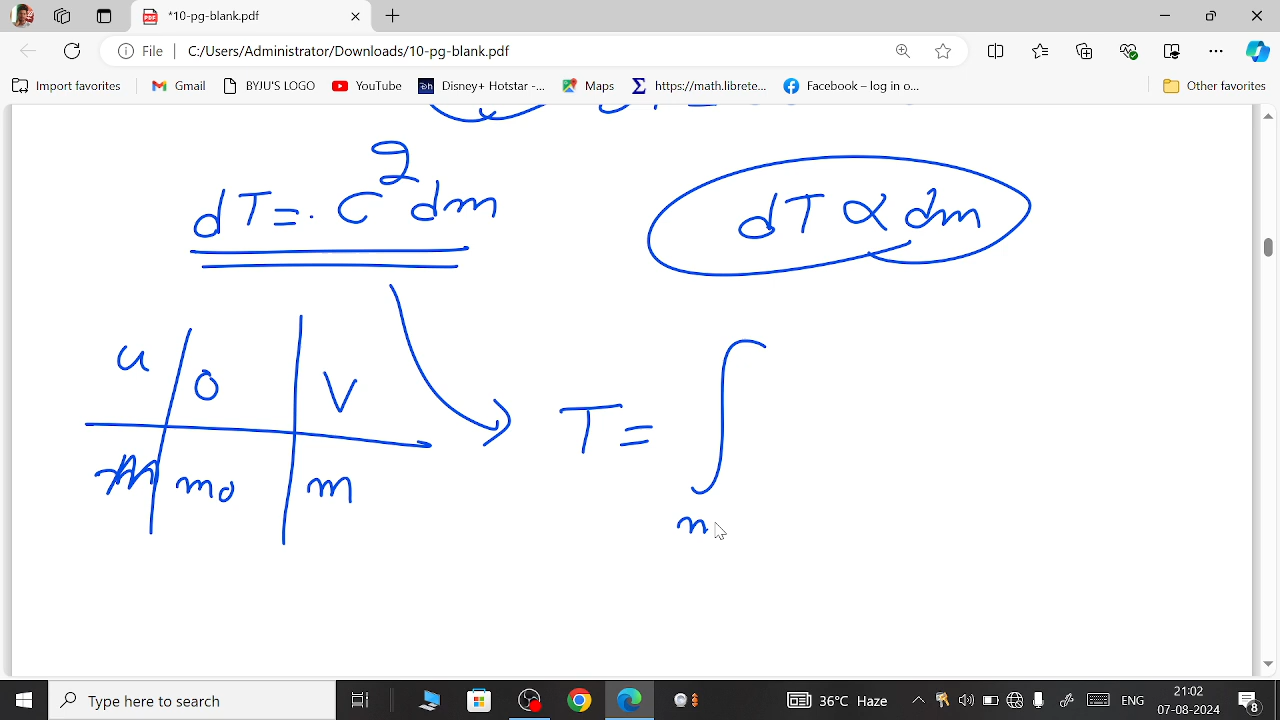 *10-pg-blank.pdf
File C:/Users/Administrator/Downloads/10-pg-blank.pdf
Import favorites Gmail BYJU'S LOGO YouTube Disney+ Hotstar -... Maps https://math.librete... Facebook – log in o... Other favorites
dT = . c² dm
dT ∝ dm
u 0 V
m m₀ m
T = ∫
m
Type here to search
36°C Haze
ENG
21:02
07-08-2024
8